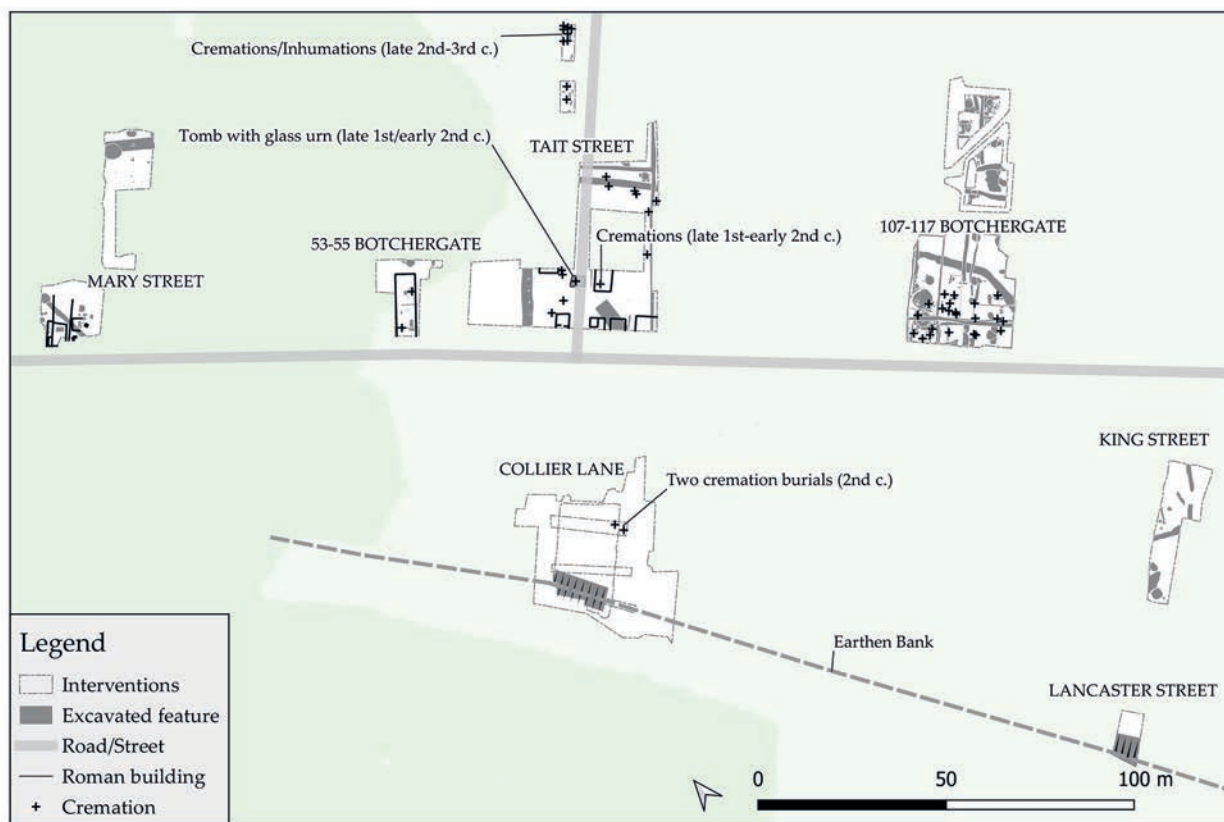 Cremations/Inhumations (late 2nd-3rd c.)
Tomb with glass urn (late 1st/early 2nd c.)
TAIT STREET
53-55 BOTCHERGATE
Cremations (late 1st-early 2nd c.)
107-117 BOTCHERGATE
MARY STREET
COLLIER LANE
Two cremation burials (2nd c.)
KING STREET
Earthen Bank
LANCASTER STREET
Legend
Interventions
Excavated feature
Road/Street
Roman building
Cremation
0 50 100 m